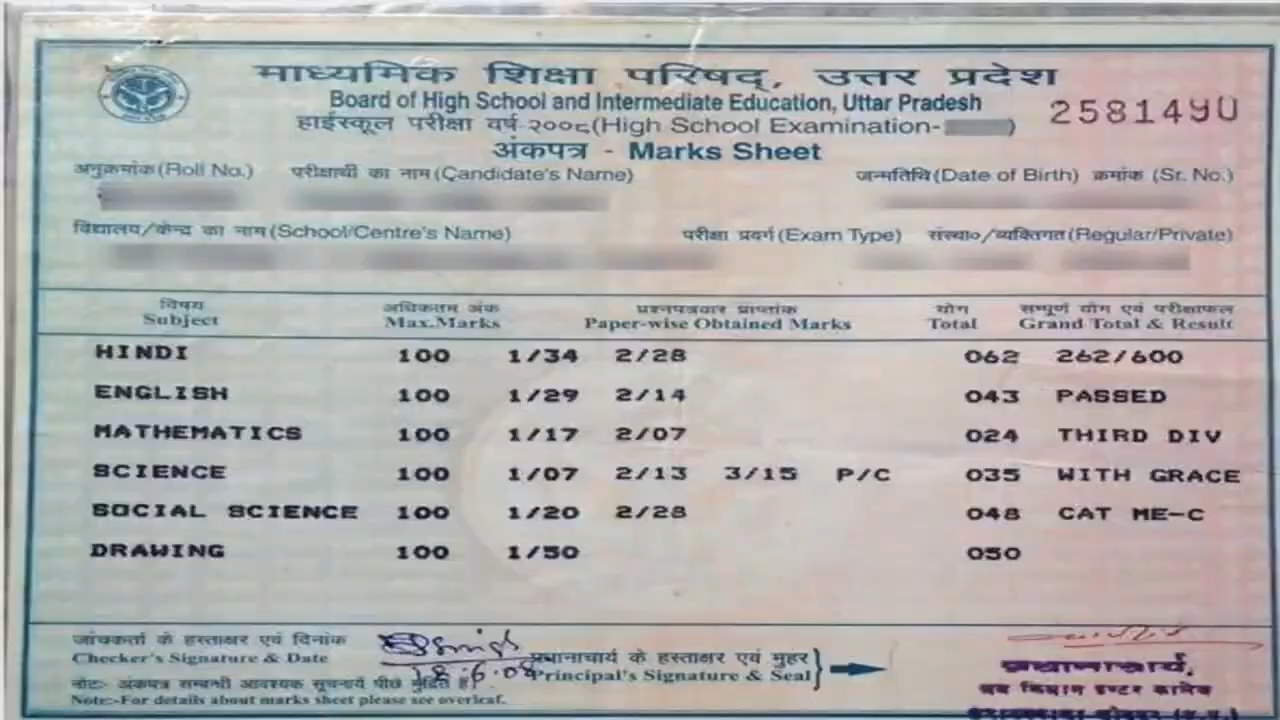 माध्यमिक शिक्षा परिषद्, उत्तर प्रदेश
Board of High School and Intermediate Education, Uttar Pradesh
2581490
हाईस्कूल परीक्षा वर्ष २००८(High School Examination- )
अंकपत्र - Marks Sheet
अनुक्रमांक(Roll No.) परीक्षार्थी का नाम(Candidate's Name) जन्मतिथि(Date of Birth) क्रमांक (Sr. No.)
विद्यालय/केन्द्र का नाम(School/Centre's Name) परीक्षा प्रवर्ग(Exam Type) संस्था०/व्यक्तिगत(Regular/Private)
विषय अधिकतम अंक प्रश्नपत्रवार प्राप्तांक योग सम्पूर्ण योग एवं परीक्षाफल
Subject Max.Marks Paper-wise Obtained Marks Total Grand Total & Result
HINDI 100 1/34 2/28 062 262/600
ENGLISH 100 1/29 2/14 043 PASSED
MATHEMATICS 100 1/17 2/07 024 THIRD DIV
SCIENCE 100 1/07 2/13 3/15 P/C 035 WITH GRACE
SOCIAL SCIENCE 100 1/20 2/28 048 CAT ME-C
DRAWING 100 1/50 050
जांचकर्ता के हस्ताक्षर एवं दिनांक
Checker's Signature & Date
18.6.08
प्रधानाचार्य के हस्ताक्षर एवं मुहर
Principal's Signature & Seal
नोट:- अंकपत्र सम्बन्धी आवश्यक सूचनायें पीछे मुद्रित हैं
Note:-For details about marks sheet please see overleaf.
प्रधानाचार्य,